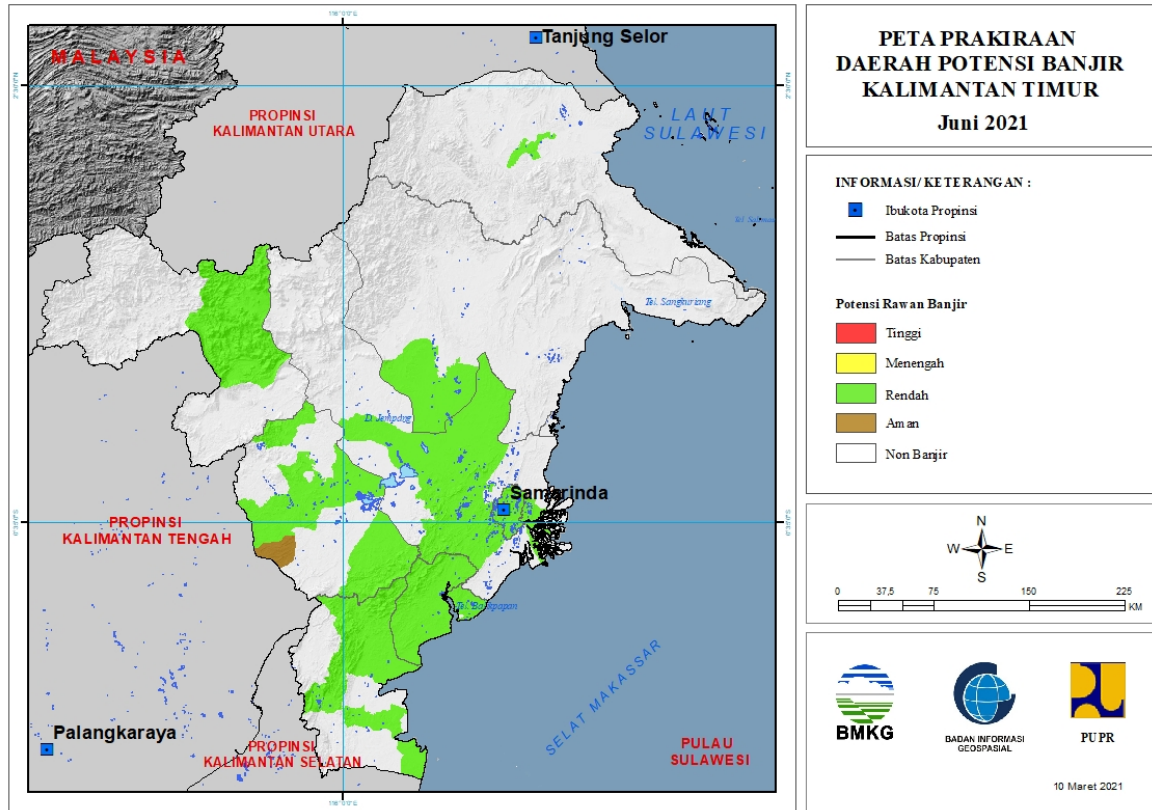 MALAYSIA
Tanjung Selor
PROPINSI
KALIMANTAN UTARA
LAUT
SULAWESI
Tel. Sangkuriang
D. Jempang
Samarinda
PROPINSI
KALIMANTAN TENGAH
Tel. Balikpapan
SELAT MAKASSAR
Palangkaraya
PROPINSI
KALIMANTAN SELATAN
PULAU
SULAWESI
PETA PRAKIRAAN
DAERAH POTENSI BANJIR
KALIMANTAN TIMUR
Juni 2021
INFORMASI/ KETERANGAN :
Ibukota Propinsi
Batas Propinsi
Batas Kabupaten
Potensi Rawan Banjir
Tinggi
Menengah
Rendah
Aman
Non Banjir
N
W E
S
0 37,5 75 150 225
KM
BMKG
BADAN INFORMASI
GEOSPASIAL
PUPR
10 Maret 2021